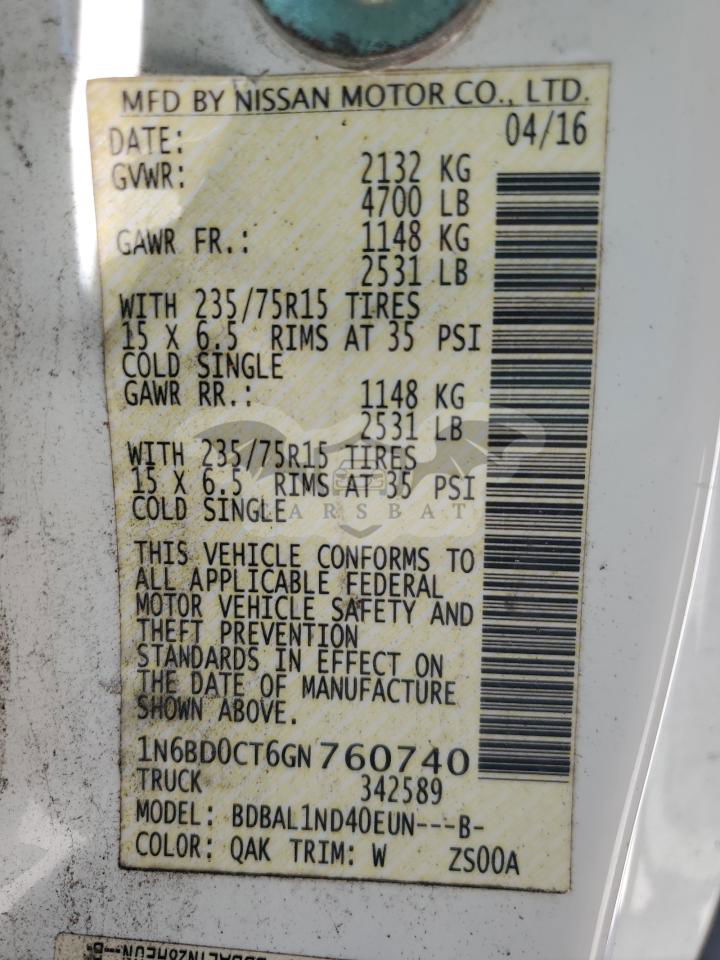 MFD BY NISSAN MOTOR CO., LTD.
DATE: 04/16
GVWR: 2132 KG
4700 LB
GAWR FR.: 1148 KG
2531 LB
WITH 235/75R15 TIRES
15 X 6.5 RIMS AT 35 PSI
COLD SINGLE
GAWR RR.: 1148 KG
2531 LB
WITH 235/75R15 TIRES
15 X 6.5 RIMS AT 35 PSI
COLD SINGLE
CARSBAT
THIS VEHICLE CONFORMS TO
ALL APPLICABLE FEDERAL
MOTOR VEHICLE SAFETY AND
THEFT PREVENTION
STANDARDS IN EFFECT ON
THE DATE OF MANUFACTURE
SHOWN ABOVE.
1N6BD0CT6GN760740
TRUCK 342589
MODEL: BDBAL1ND40EUN---B-
COLOR: QAK TRIM: W ZS00A